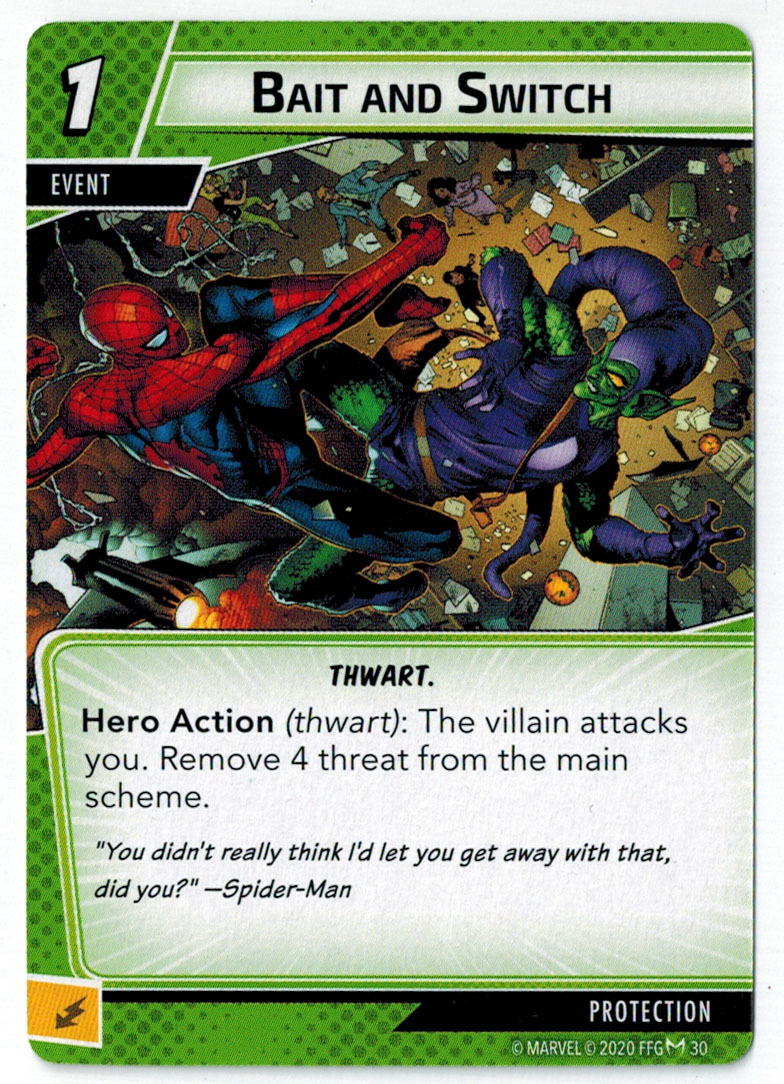 1
BAIT AND SWITCH
EVENT
THWART.
Hero Action (thwart): The villain attacks
you. Remove 4 threat from the main
scheme.
"You didn't really think I'd let you get away with that,
did you?" —Spider-Man
PROTECTION
© MARVEL © 2020 FFG 30